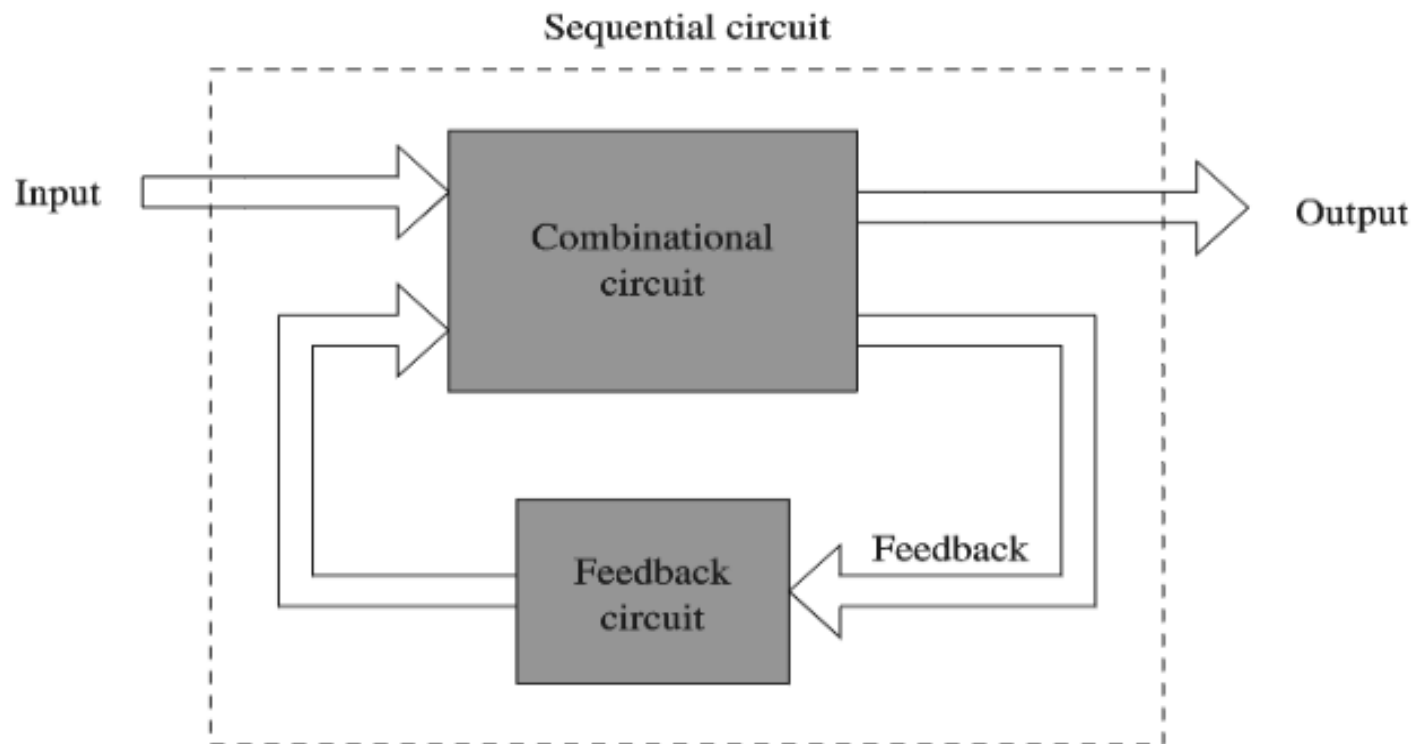 Sequential circuit
Input
Combinational
circuit
Output
Feedback
Feedback
circuit